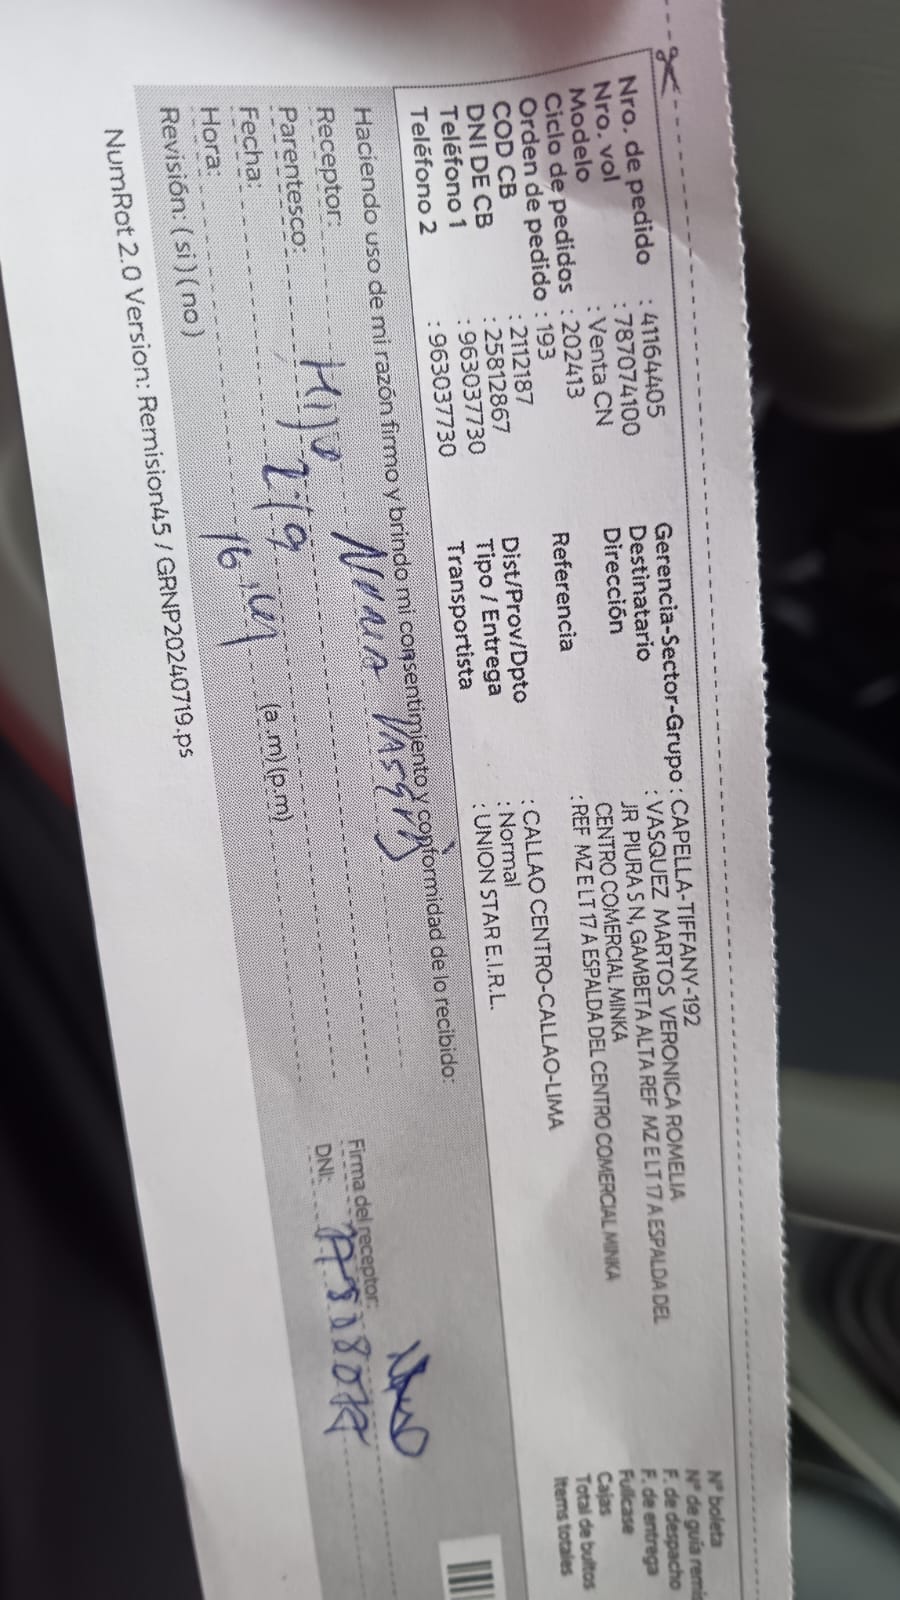 Nro. de pedido : 41164405
Nro. vol : 787074100
Modelo : Venta CN
Ciclo de pedidos : 202413
Orden de pedido : 193
COD CB : 2112187
DNI DE CB : 25812867
Teléfono 1 : 963037730
Teléfono 2 : 963037730
Gerencia-Sector-Grupo : CAPELLA-TIFFANY-192
Destinatario : VASQUEZ MARTOS VERONICA ROMELIA
Dirección JR PIURA S N, GAMBETA ALTA REF MZ E LT 17 A ESPALDA DEL
CENTRO COMERCIAL MINKA
Referencia : REF MZ E LT 17 A ESPALDA DEL CENTRO COMERCIAL MINKA
Dist/Prov/Dpto : CALLAO CENTRO-CALLAO-LIMA
Tipo / Entrega : Normal
Transportista : UNION STAR E.I.R.L.
Nº boleta
Nº de guía remis
F. de despacho
F. de entrega
Fullcase
Cajas
Total de bultos
Items totales
Haciendo uso de mi razón firmo y brindo mi consentimiento y conformidad de lo recibido:
Receptor:
Parentesco: Hijo
Fecha: 2/9
Hora: 16 (a .m) (p.m)
Revisión: ( si ) ( no )
Firma del receptor:
DNI:
NumRot 2.0 Version: Remision45 / GRNP20240719.ps